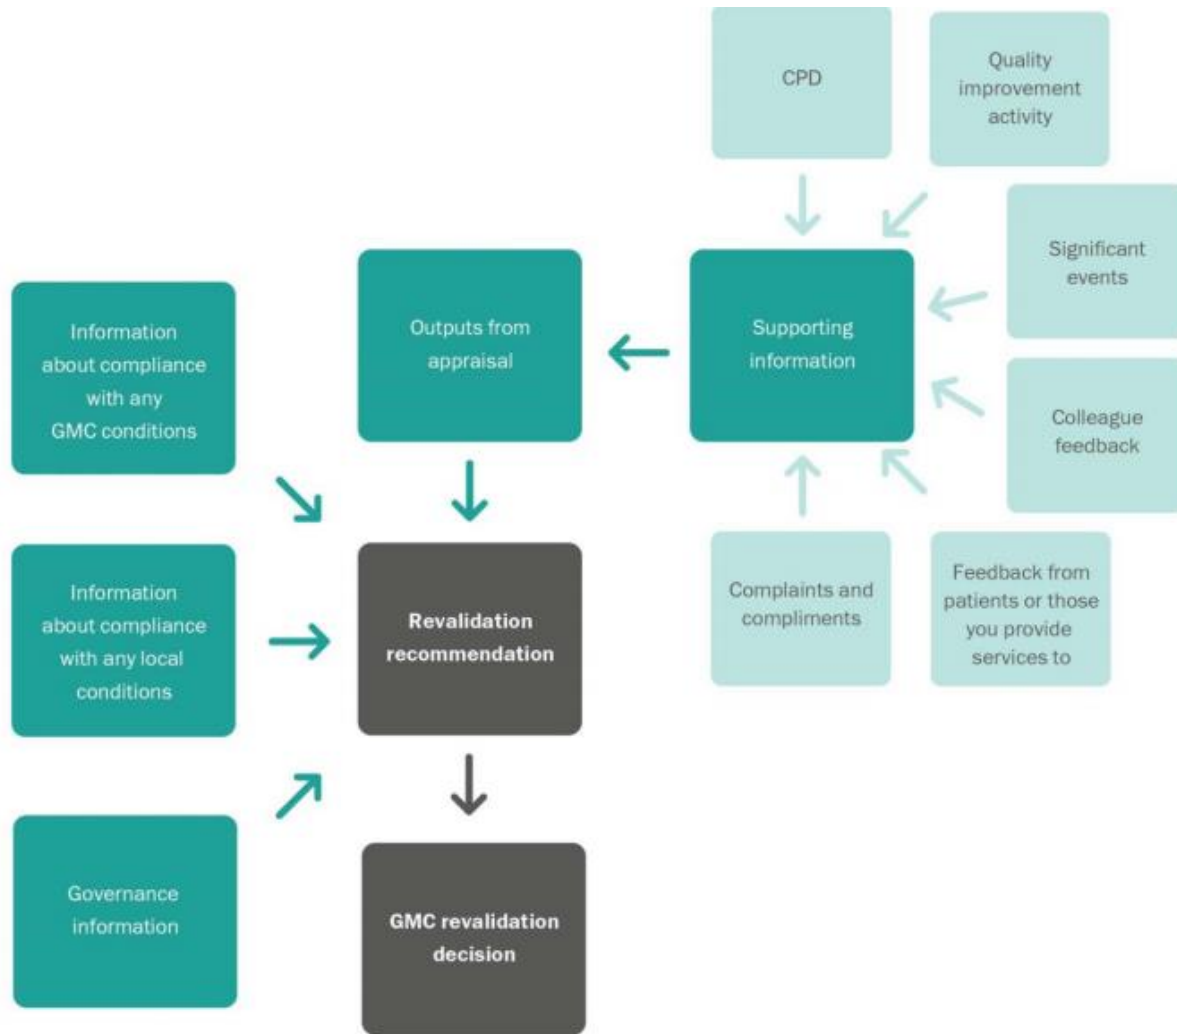 CPD
Quality
improvement
activity
Significant
events
Information
about compliance
with any
GMC conditions
Outputs from
appraisal
Supporting
information
Colleague
feedback
Information
about compliance
with any local
conditions
Revalidation
recommendation
Complaints and
compliments
Feedback from
patients or those
you provide
services to
Governance
information
GMC revalidation
decision